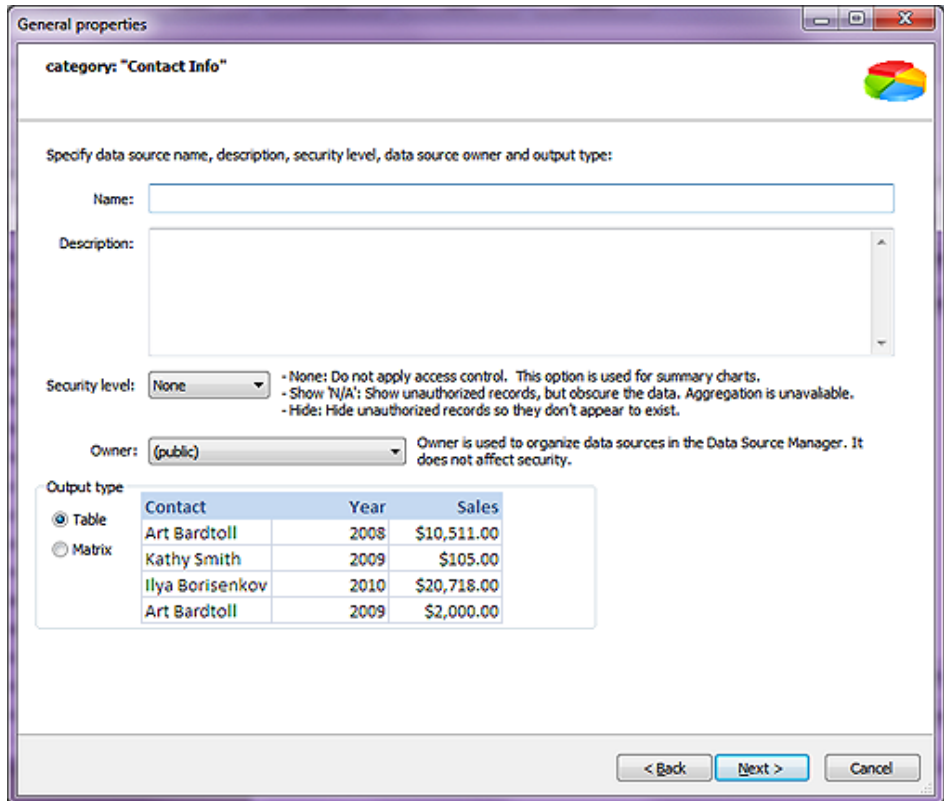 General properties
category: "Contact Info"
Specify data source name, description, security level, data source owner and output type:
Name:
Description:
Security level: None
- None: Do not apply access control. This option is used for summary charts.
- Show 'N/A': Show unauthorized records, but obscure the data. Aggregation is unavaliable.
- Hide: Hide unauthorized records so they don't appear to exist.
Owner: (public)
Owner is used to organize data sources in the Data Source Manager. It
does not affect security.
Output type
Table
Matrix
Contact Year Sales
Art Bardtoll 2008 $10,511.00
Kathy Smith 2009 $105.00
Ilya Borisenkov 2010 $20,718.00
Art Bardtoll 2009 $2,000.00
< Back Next > Cancel